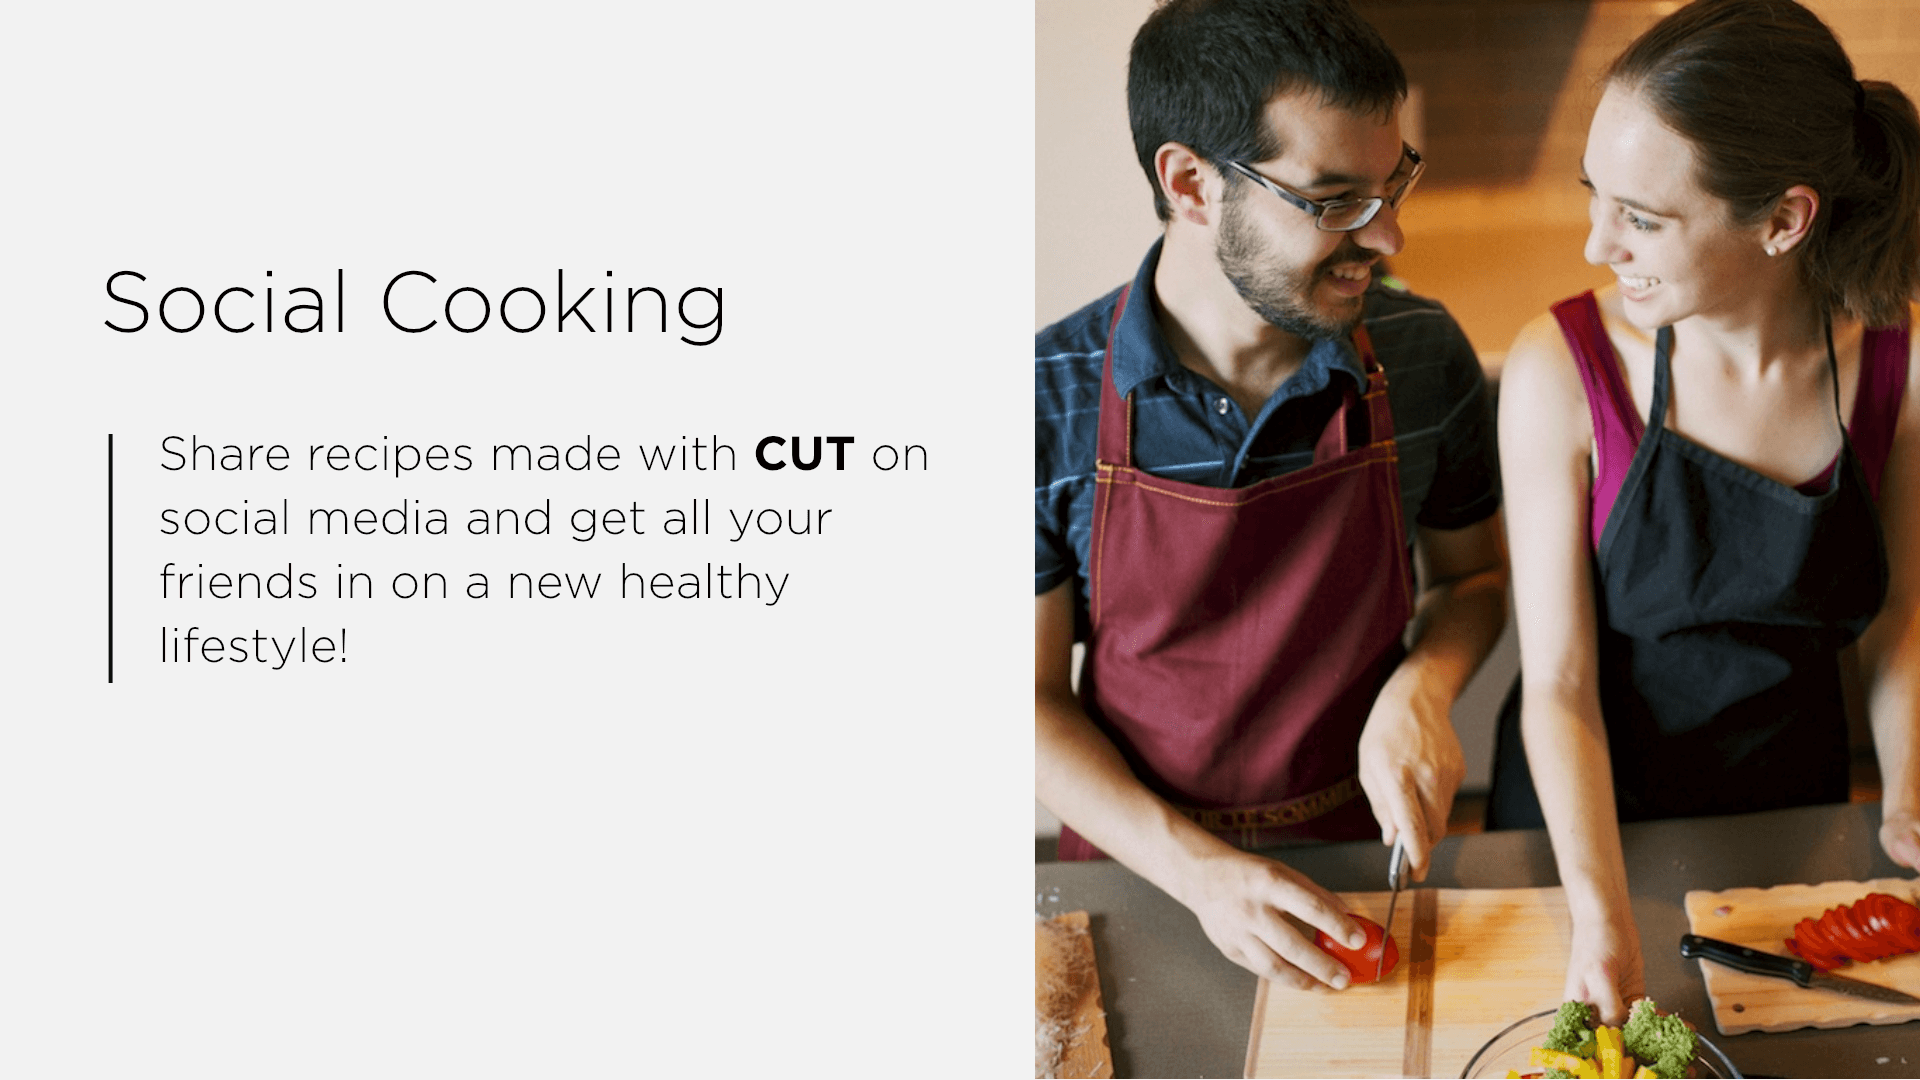 Social Cooking
Share recipes made with CUT on
social media and get all your
friends in on a new healthy
lifestyle!